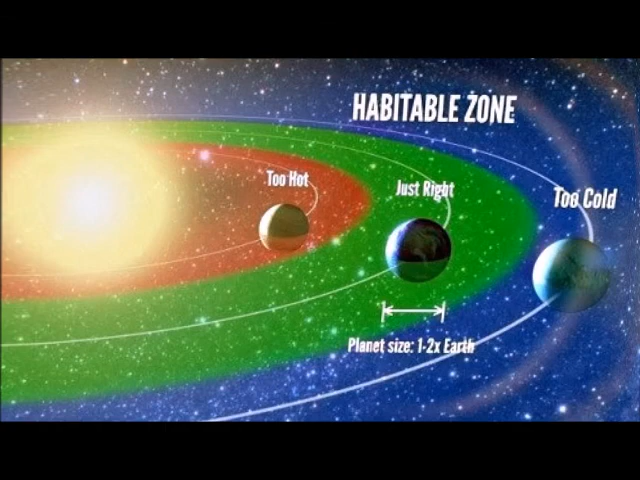 HABITABLE ZONE
Too Hot
Just Right
Too Cold
Planet size: 1-2x Earth